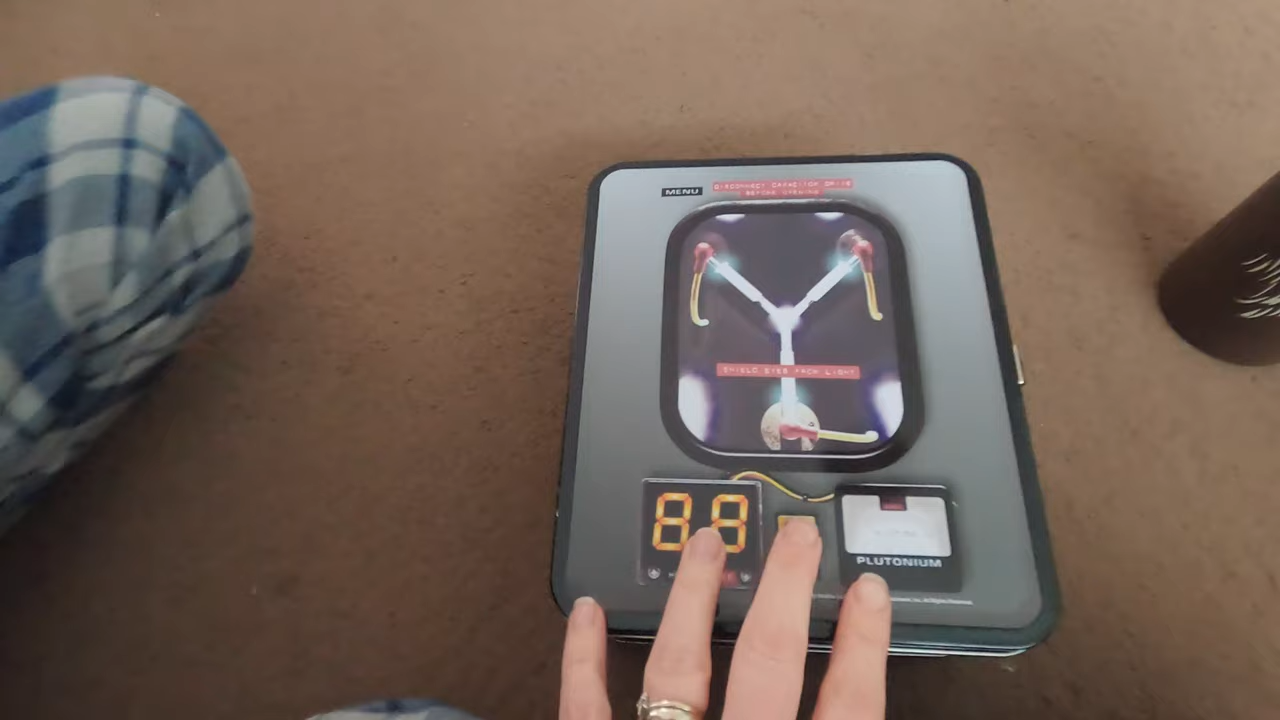 MENU
DISCONNECT CAPACITOR DRIVE
BEFORE OPENING
SHIELD EYES FROM LIGHT
88
PLUTONIUM